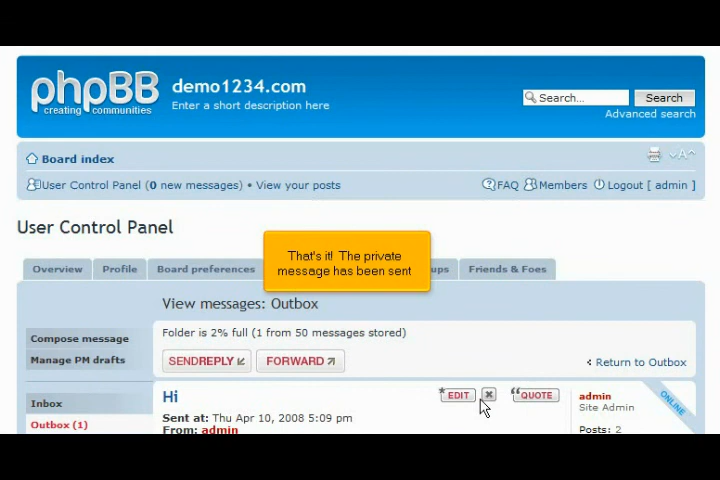 phpBB
creating communities
demo1234.com
Enter a short description here
Search...
Search
Advanced search
Board index
A
User Control Panel (0 new messages) • View your posts
FAQ Members Logout [ admin ]
User Control Panel
That's it! The private
message has been sent
Overview Profile Board preferences ups Friends & Foes
View messages: Outbox
Compose message
Manage PM drafts
Folder is 2% full (1 from 50 messages stored)
SENDREPLY FORWARD
Return to Outbox
Inbox
Outbox (1)
Hi
EDIT QUOTE
Sent at: Thu Apr 10, 2008 5:09 pm
From: admin
admin
Site Admin
Posts: 2
ONLINE